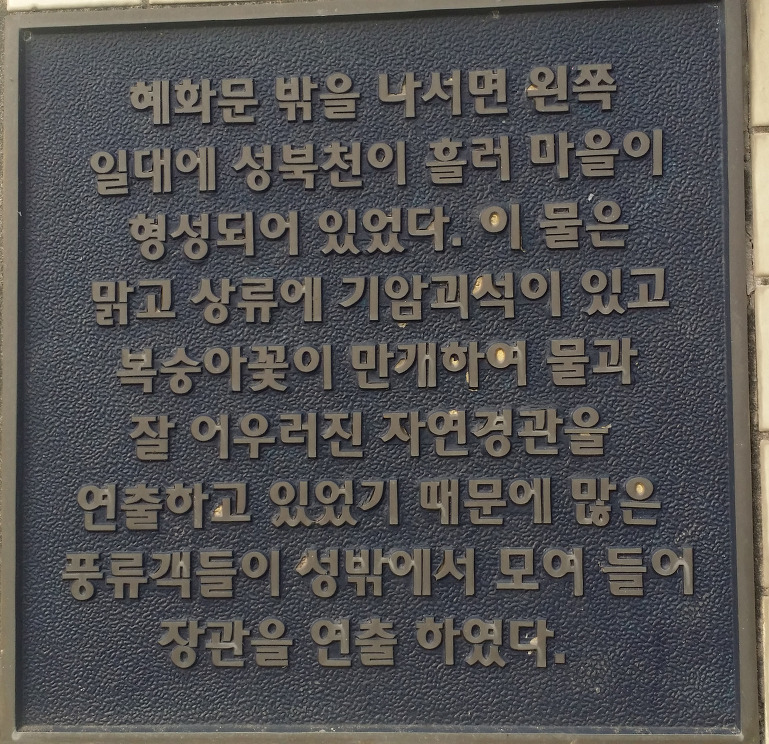 혜화문 밖을 나서면 왼쪽
일대에 성북천이 흘러 마을이
형성되어 있었다. 이 물은
맑고 상류에 기암괴석이 있고
복숭아꽃이 만개하여 물과
잘 어우러진 자연경관을
연출하고 있었기 때문에 많은
풍류객들이 성밖에서 모여 들어
장관을 연출 하였다.